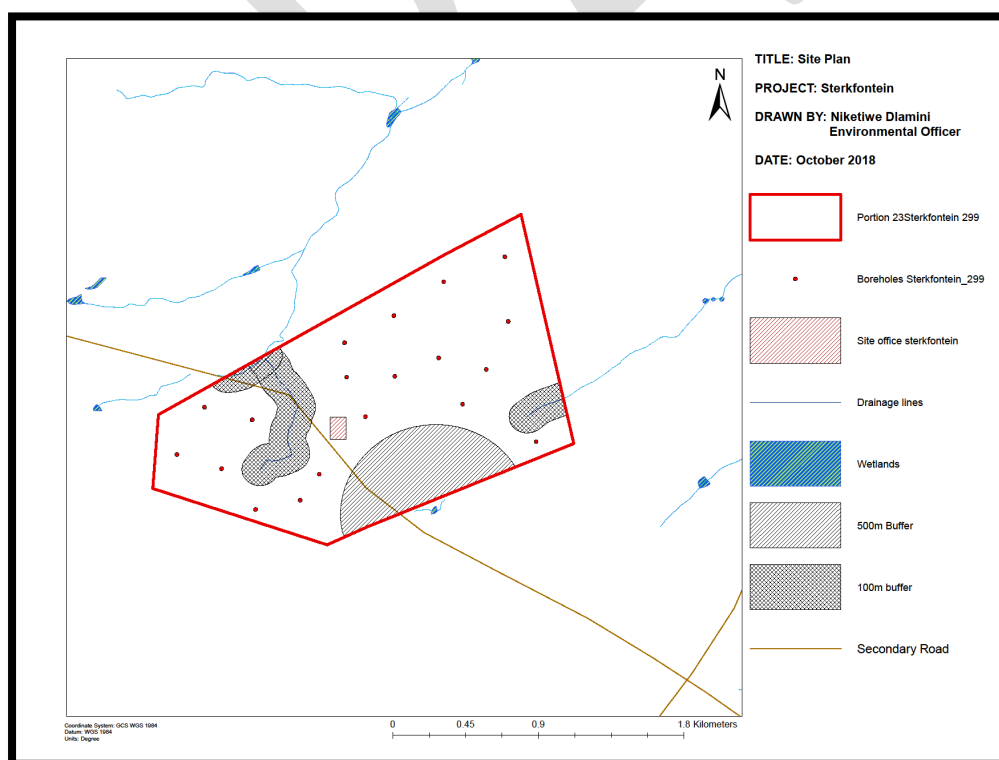 TITLE: Site Plan
PROJECT: Sterkfontein
DRAWN BY: Niketiwe Dlamini
Environmental Officer
DATE: October 2018
N
Portion 23Sterkfontein 299
Boreholes Sterkfontein_299
Site office sterkfontein
Drainage lines
Wetlands
500m Buffer
100m buffer
Secondary Road
Coordinate System: GCS WGS 1984
Datum: WGS 1984
Units: Degree
0 0.45 0.9 1.8 Kilometers